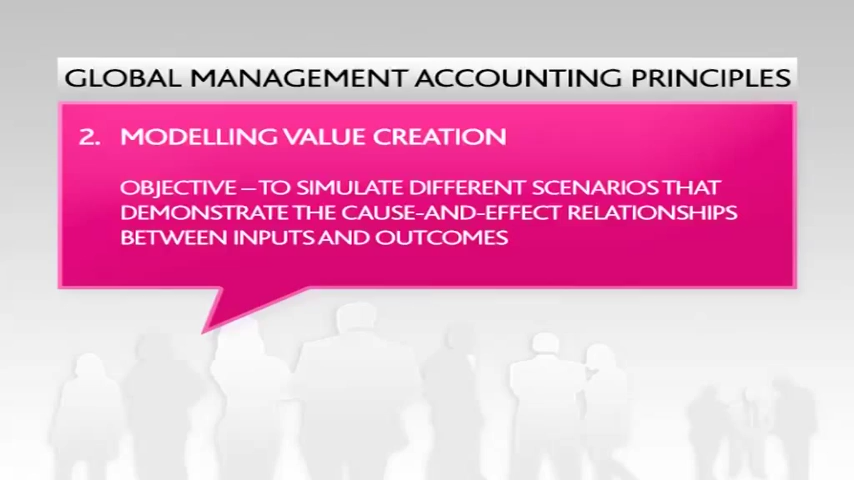 GLOBAL MANAGEMENT ACCOUNTING PRINCIPLES
2. MODELLING VALUE CREATION
OBJECTIVE – TO SIMULATE DIFFERENT SCENARIOS THAT
DEMONSTRATE THE CAUSE-AND-EFFECT RELATIONSHIPS
BETWEEN INPUTS AND OUTCOMES